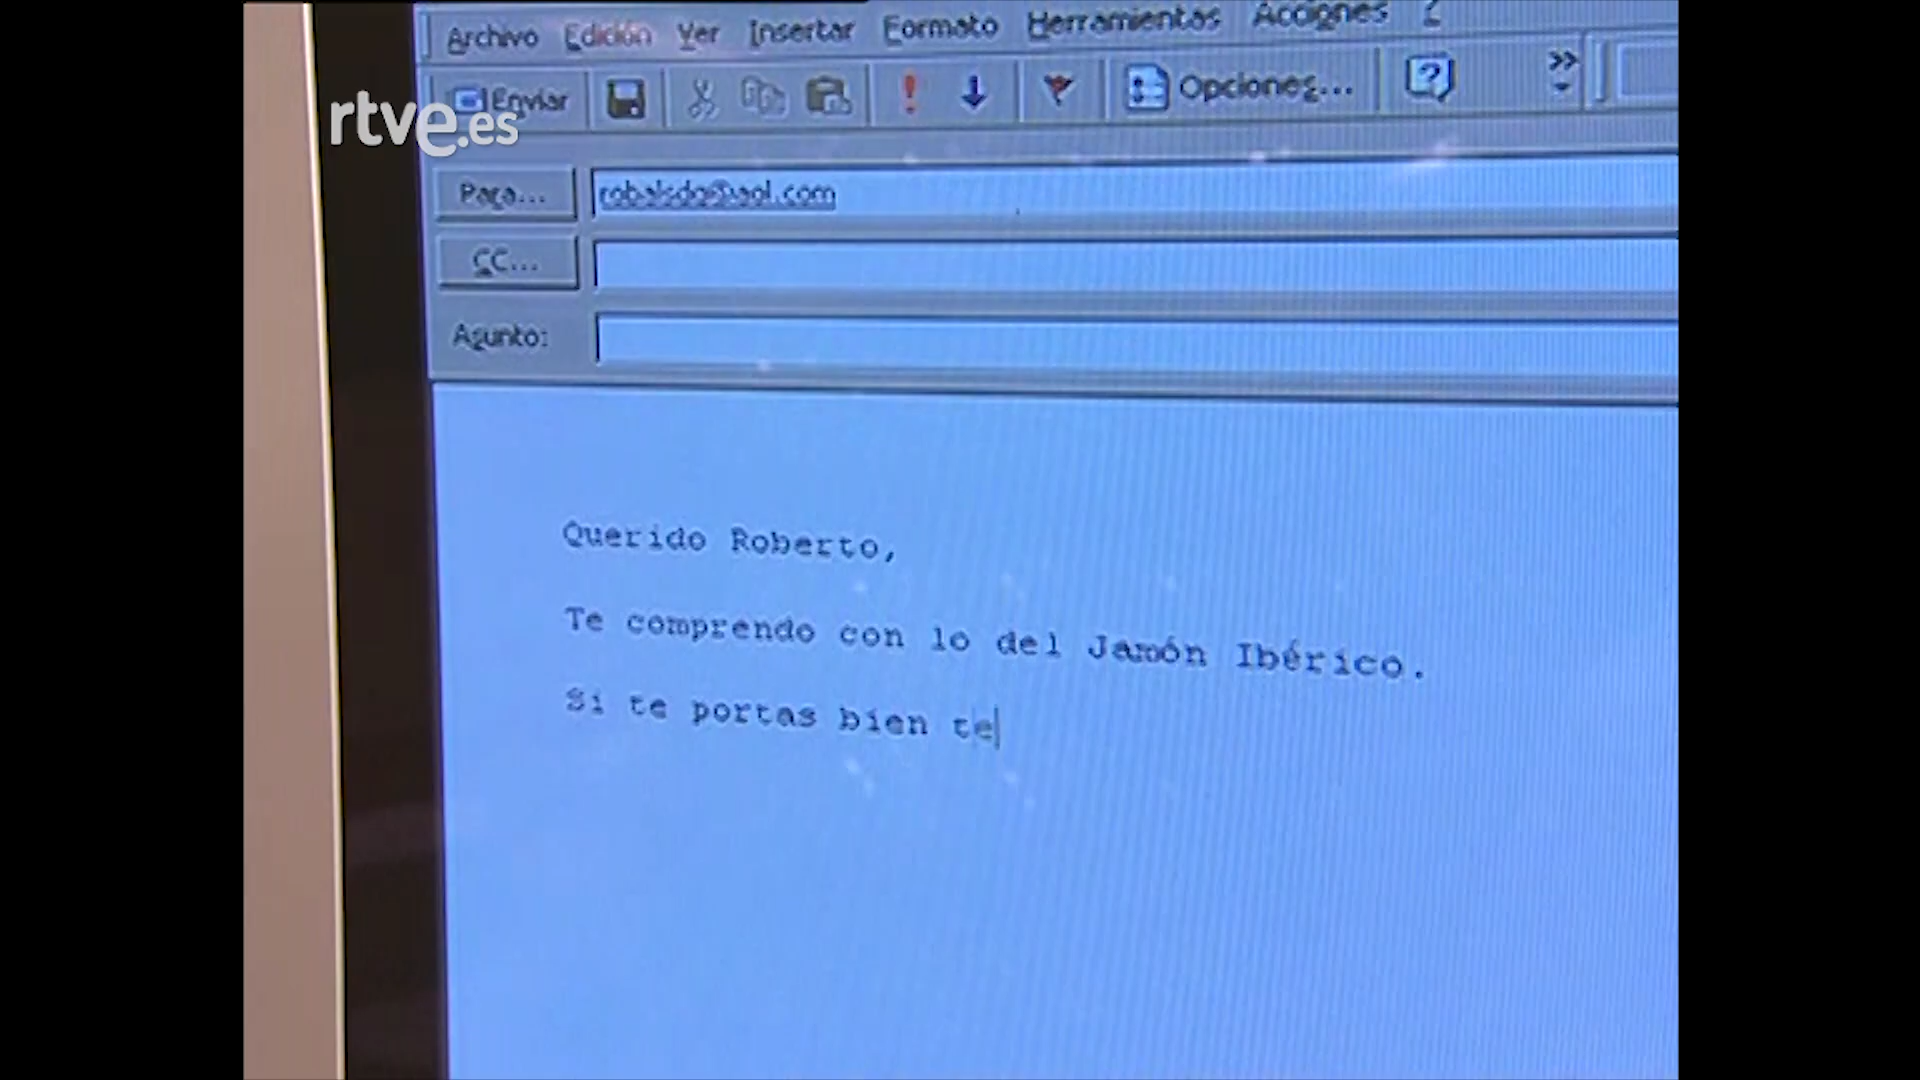 Archivo Edición Ver Insertar Formato Herramientas Acciones ?
Enviar Opciones... ?
rtve.es
Para...
CC...
Asunto:
Querido Roberto,
Te comprendo con lo del Jamón Ibérico.
Si te portas bien te